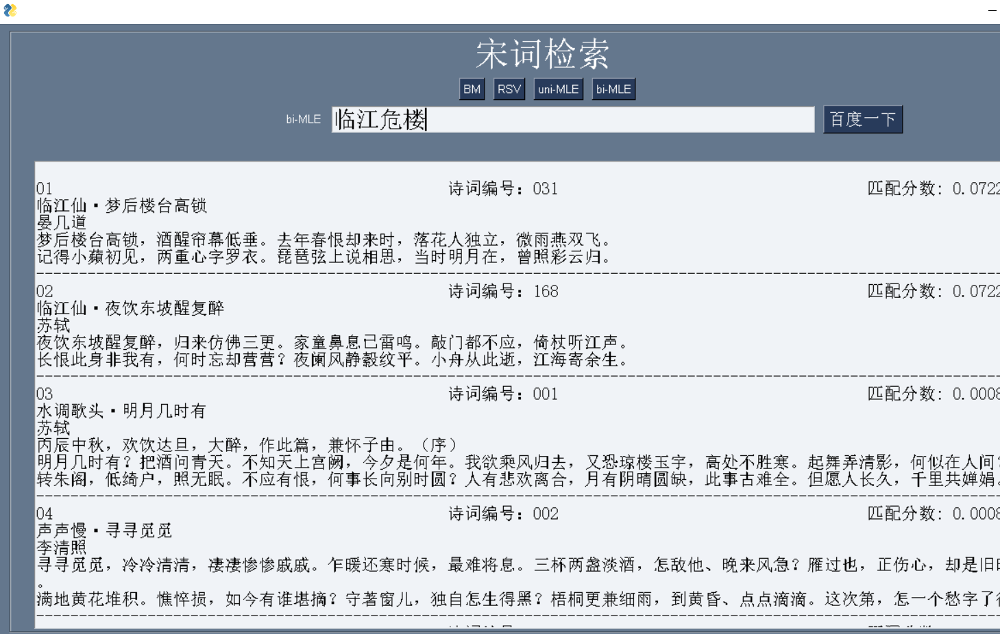 宋词检索
BM RSV uni-MLE bi-MLE
bi-MLE 临江危楼 百度一下
01 诗词编号：031 匹配分数: 0.0722
临江仙·梦后楼台高锁
晏几道
梦后楼台高锁，酒醒帘幕低垂。去年春恨却来时，落花人独立，微雨燕双飞。
记得小蘋初见，两重心字罗衣。琵琶弦上说相思，当时明月在，曾照彩云归。
02 诗词编号：168 匹配分数: 0.0722
临江仙·夜饮东坡醒复醉
苏轼
夜饮东坡醒复醉，归来仿佛三更。家童鼻息已雷鸣。敲门都不应，倚杖听江声。
长恨此身非我有，何时忘却营营？夜阑风静縠纹平。小舟从此逝，江海寄余生。
03 诗词编号：001 匹配分数: 0.0008
水调歌头·明月几时有
苏轼
丙辰中秋，欢饮达旦，大醉，作此篇，兼怀子由。（序）
明月几时有？把酒问青天。不知天上宫阙，今夕是何年。我欲乘风归去，又恐琼楼玉宇，高处不胜寒。起舞弄清影，何似在人间？
转朱阁，低绮户，照无眠。不应有恨，何事长向别时圆？人有悲欢离合，月有阴晴圆缺，此事古难全。但愿人长久，千里共婵娟。
04 诗词编号：002 匹配分数: 0.0008
声声慢·寻寻觅觅
李清照
寻寻觅觅，冷冷清清，凄凄惨惨戚戚。乍暖还寒时候，最难将息。三杯两盏淡酒，怎敌他、晚来风急？雁过也，正伤心，却是旧
。
满地黄花堆积。憔悴损，如今有谁堪摘？守著窗儿，独自怎生得黑？梧桐更兼细雨，到黄昏、点点滴滴。这次第，怎一个愁字了